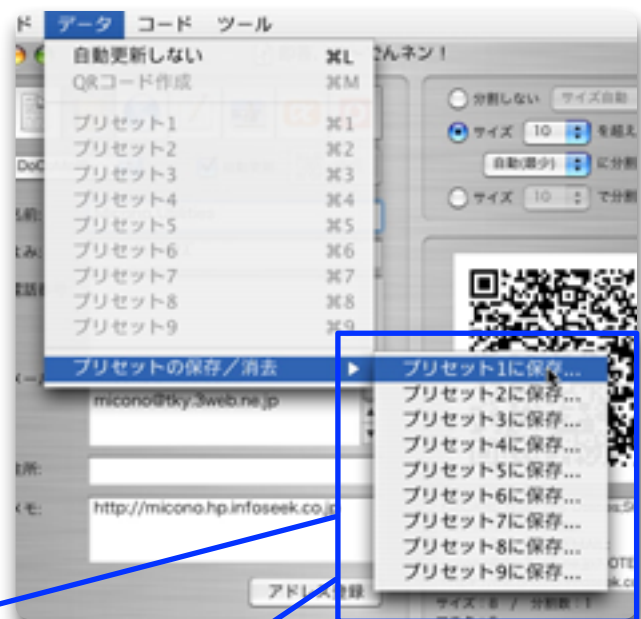 ド データ コード ツール
自動更新しない ⌘L
QRコード作成 ⌘M
プリセット1 ⌘1
プリセット2 ⌘2
プリセット3 ⌘3
プリセット4 ⌘4
プリセット5 ⌘5
プリセット6 ⌘6
プリセット7 ⌘7
プリセット8 ⌘8
プリセット9 ⌘9
プリセットの保存／消去
プリセット1に保存...
プリセット2に保存...
プリセット3に保存...
プリセット4に保存...
プリセット5に保存...
プリセット6に保存...
プリセット7に保存...
プリセット8に保存...
プリセット9に保存...
ネン！
分割しない サイズ自動
サイズ 10 を超え
自動(最少) に分割
サイズ 10 で分割
micono@tky.3web.ne.jp
メモ:
http://micono.hp.infoseek.co.jp
アドレス登録
サイズ：8 / 分割数：1